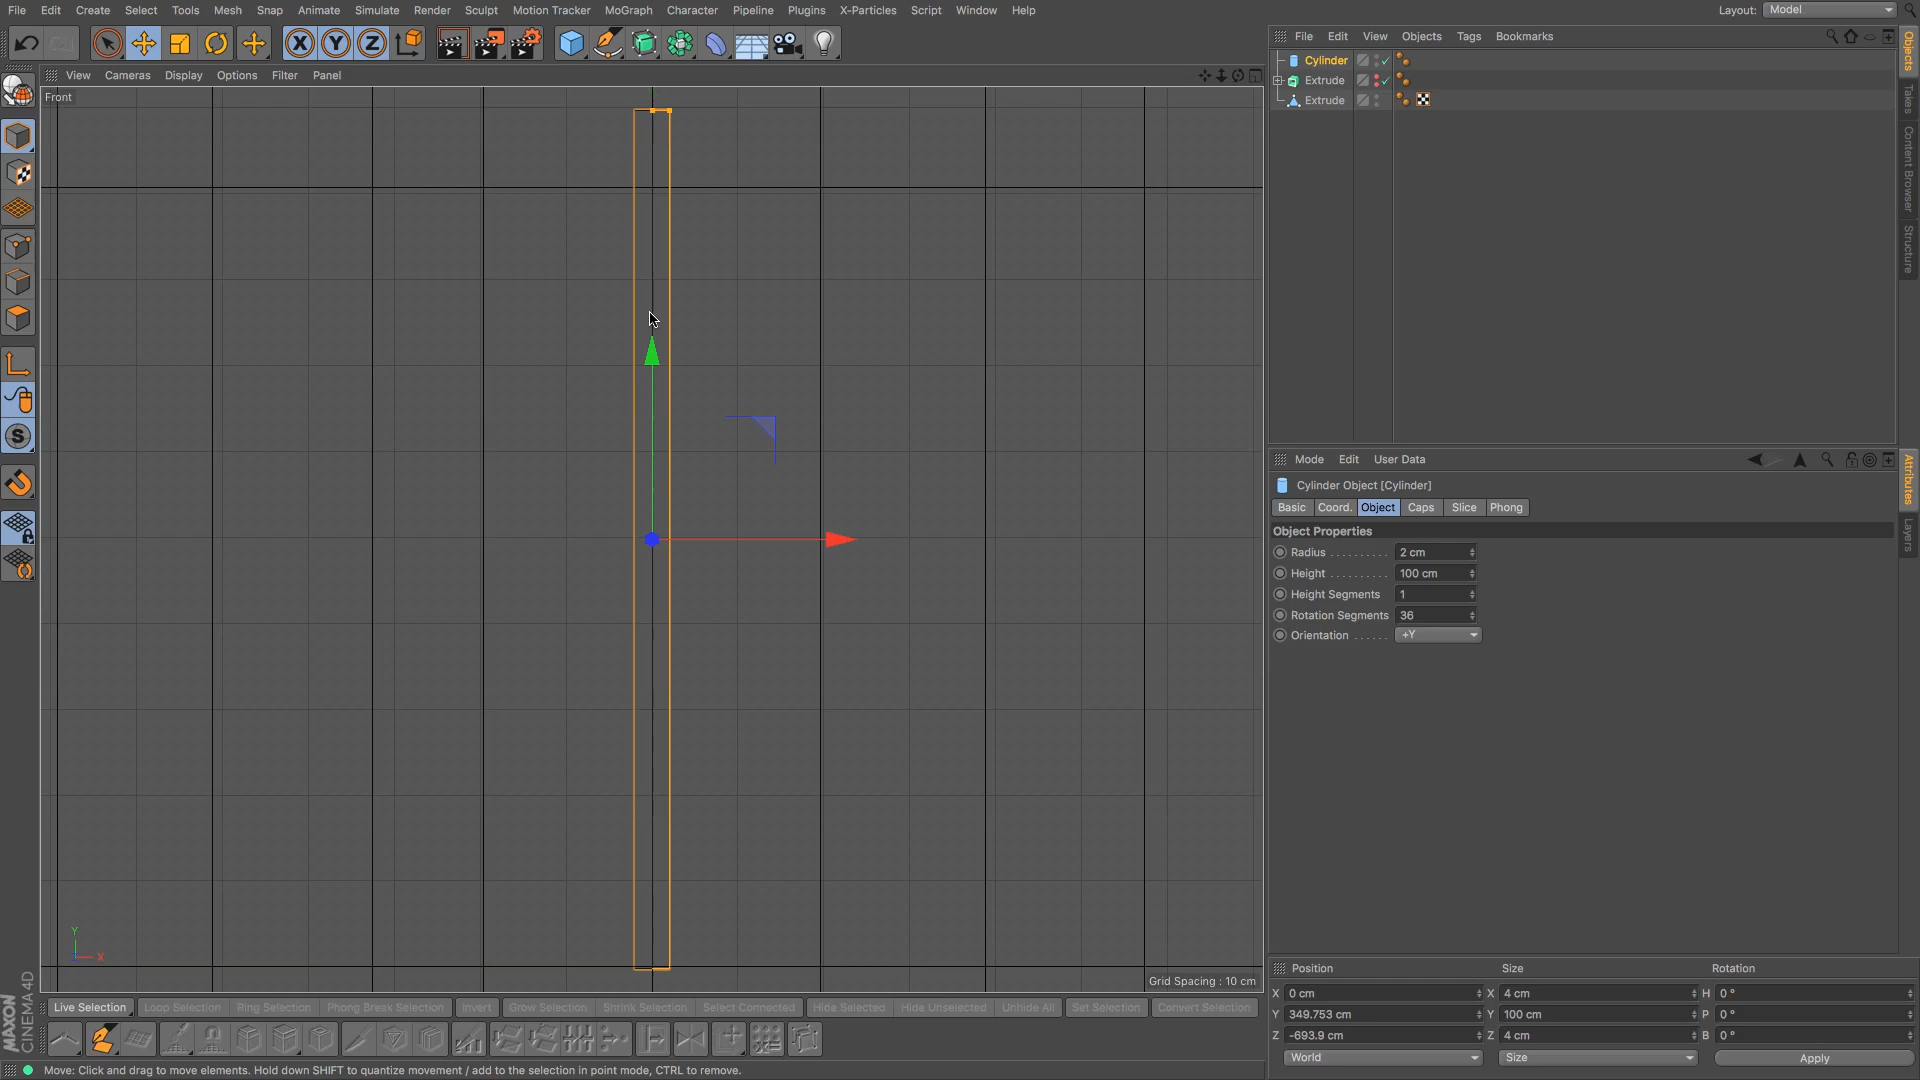 File Edit Create Select Tools Mesh Snap Animate Simulate Render Sculpt Motion Tracker MoGraph Character Pipeline Plugins X-Particles Script Window Help
Layout: Model
File Edit View Objects Tags Bookmarks
View Cameras Display Options Filter Panel
Front
Cylinder
Extrude
Extrude
Objects
Takes
Content Browser
Structure
Mode Edit User Data
Cylinder Object [Cylinder]
Basic Coord. Object Caps Slice Phong
Object Properties
Radius . . . . . . . . . . 2 cm
Height . . . . . . . . . . 100 cm
Height Segments 1
Rotation Segments 36
Orientation . . . . . . +Y
Attributes
Layers
X Y Z
S
Y
X
Grid Spacing : 10 cm
Position Size Rotation
X 0 cm X 4 cm H 0 °
Y 349.753 cm Y 100 cm P 0 °
Z -693.9 cm Z 4 cm B 0 °
World Size Apply
Live Selection Loop Selection Ring Selection Phong Break Selection Invert Grow Selection Shrink Selection Select Connected Hide Selected Hide Unselected Unhide All Set Selection Convert Selection
MAXON
CINEMA 4D
Move: Click and drag to move elements. Hold down SHIFT to quantize movement / add to the selection in point mode, CTRL to remove.